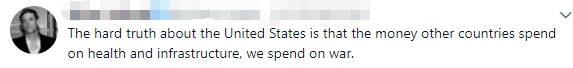 The hard truth about the United States is that the money other countries spend
on health and infrastructure, we spend on war.